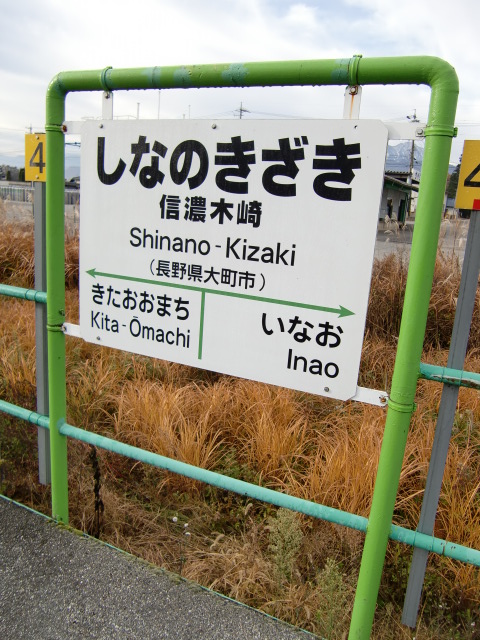 しなのきざき
信濃木崎
Shinano-Kizaki
(長野県大町市)
きたおおまち
Kita-Ōmachi
いなお
Inao
4
4